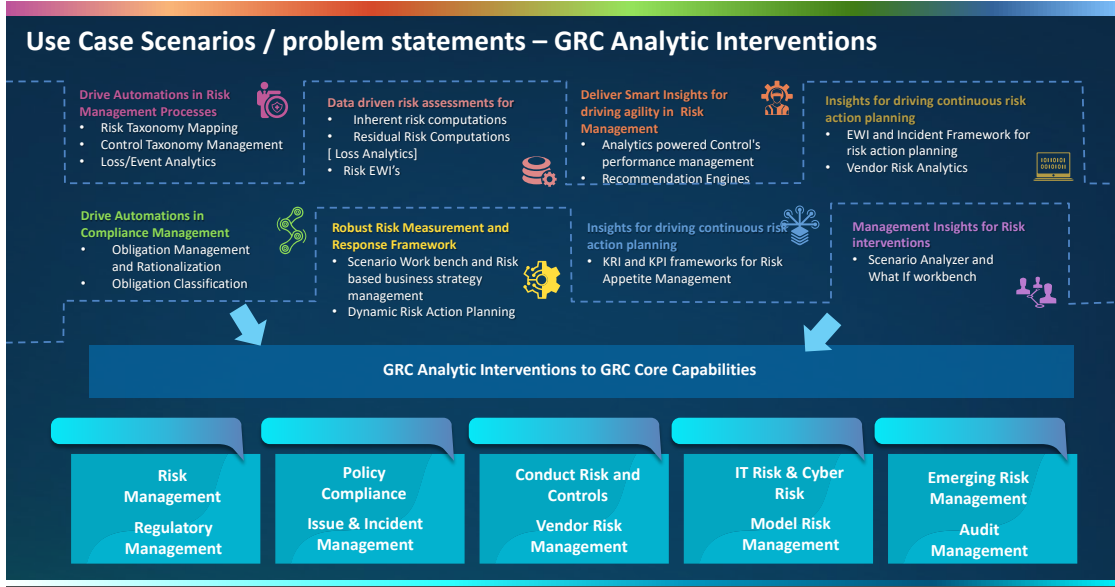 Use Case Scenarios / problem statements – GRC Analytic Interventions
Drive Automations in Risk
Management Processes
• Risk Taxonomy Mapping
• Control Taxonomy Management
• Loss/Event Analytics
Data driven risk assessments for
• Inherent risk computations
• Residual Risk Computations
[ Loss Analytics]
• Risk EWI's
Deliver Smart Insights for
driving agility in Risk
Management
• Analytics powered Control's
performance management
• Recommendation Engines
Insights for driving continuous risk
action planning
• EWI and Incident Framework for
risk action planning
• Vendor Risk Analytics
IOIIOIOI
DOIOIOII
Drive Automations in
Compliance Management
• Obligation Management
and Rationalization
• Obligation Classification
Robust Risk Measurement and
Response Framework
• Scenario Work bench and Risk
based business strategy
management
• Dynamic Risk Action Planning
Insights for driving continuous risk
action planning
• KRI and KPI frameworks for Risk
Appetite Management
Management Insights for Risk
interventions
• Scenario Analyzer and
What If workbench
GRC Analytic Interventions to GRC Core Capabilities
Risk
Management
Regulatory
Management
Policy
Compliance
Issue & Incident
Management
Conduct Risk and
Controls
Vendor Risk
Management
IT Risk & Cyber
Risk
Model Risk
Management
Emerging Risk
Management
Audit
Management